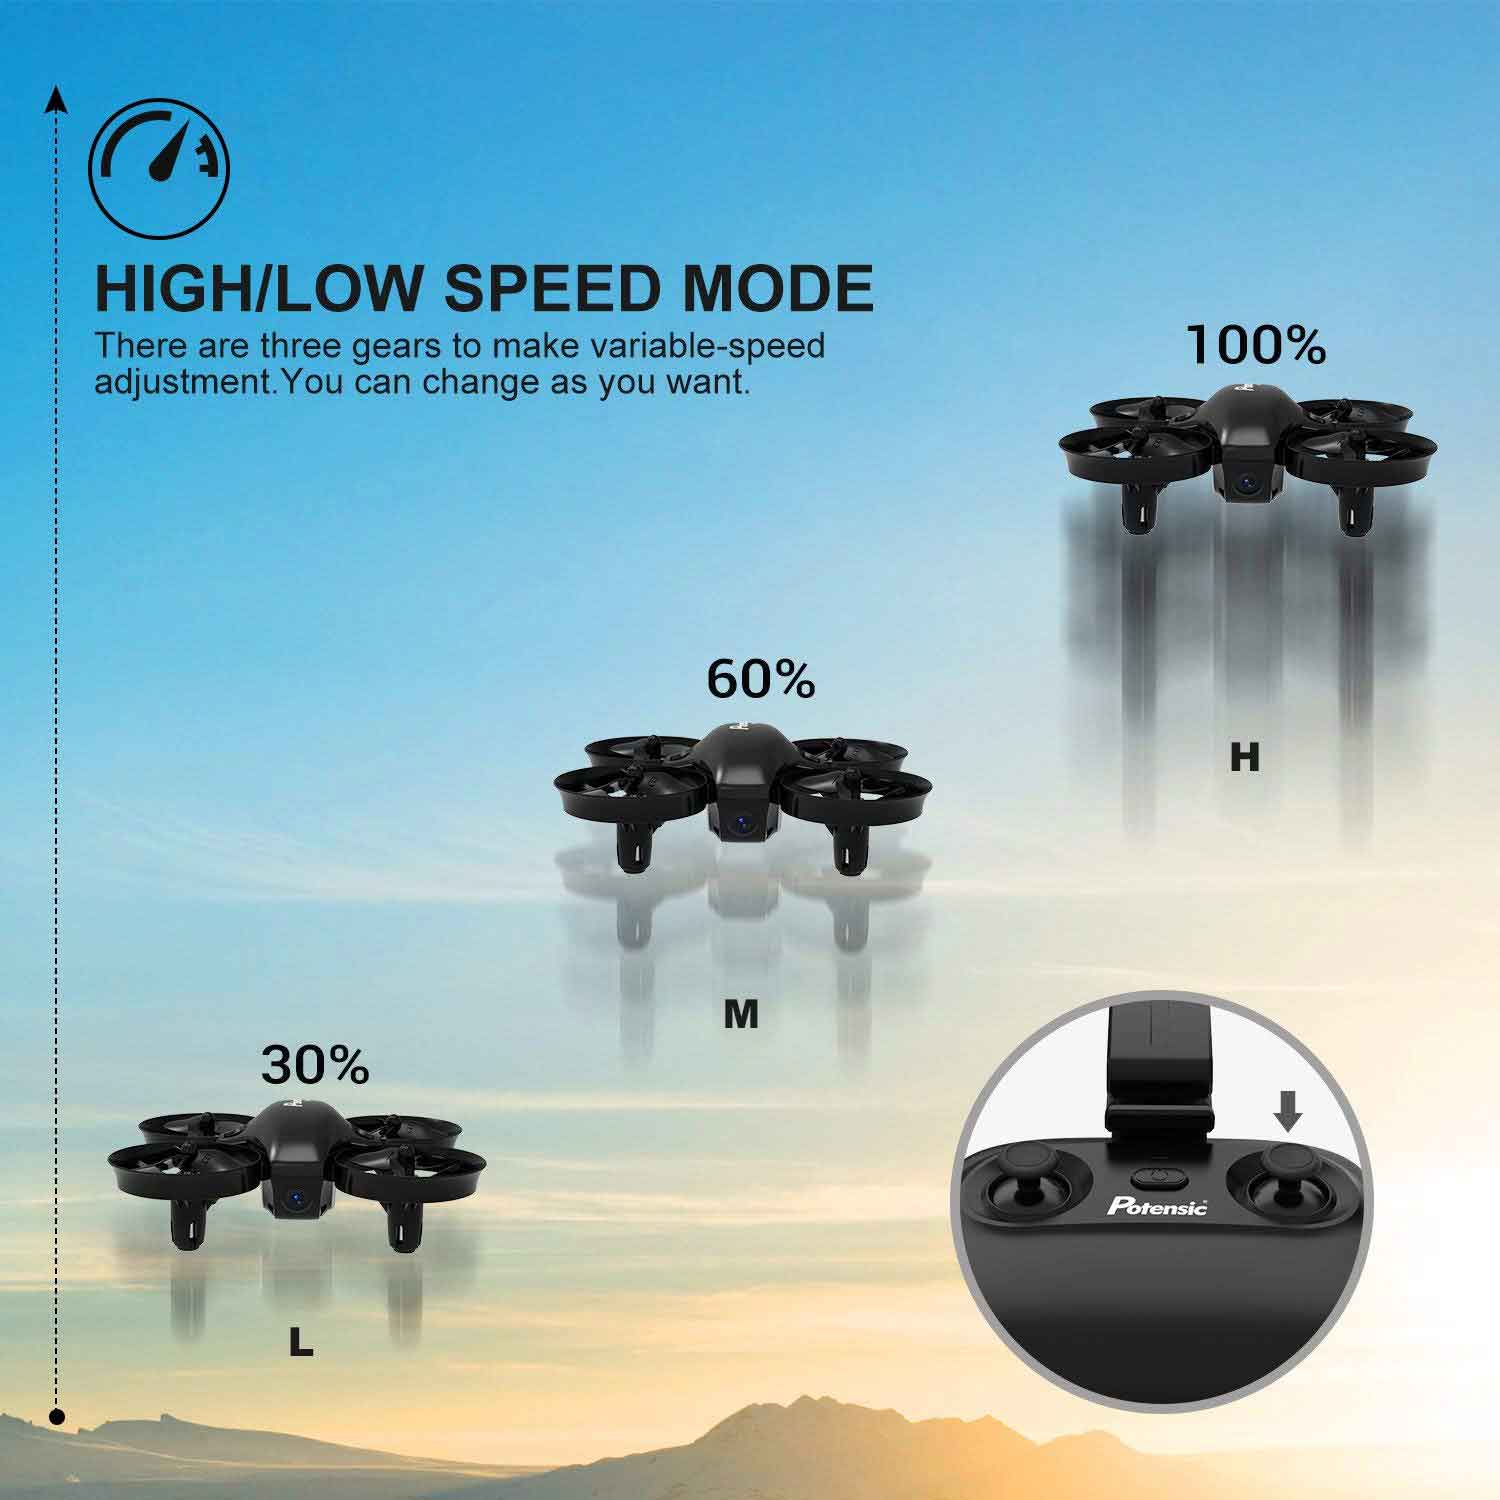 HIGH/LOW SPEED MODE
There are three gears to make variable-speed
adjustment.You can change as you want.
100%
H
60%
M
30%
L
Potensic